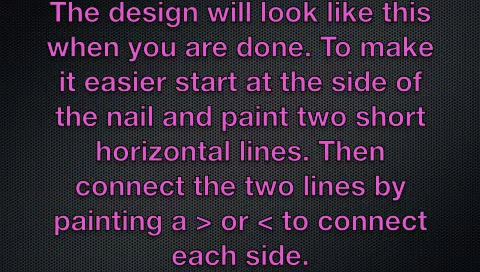 The design will look like this
when you are done. To make
it easier start at the side of
the nail and paint two short
horizontal lines. Then
connect the two lines by
painting a > or < to connect
each side.